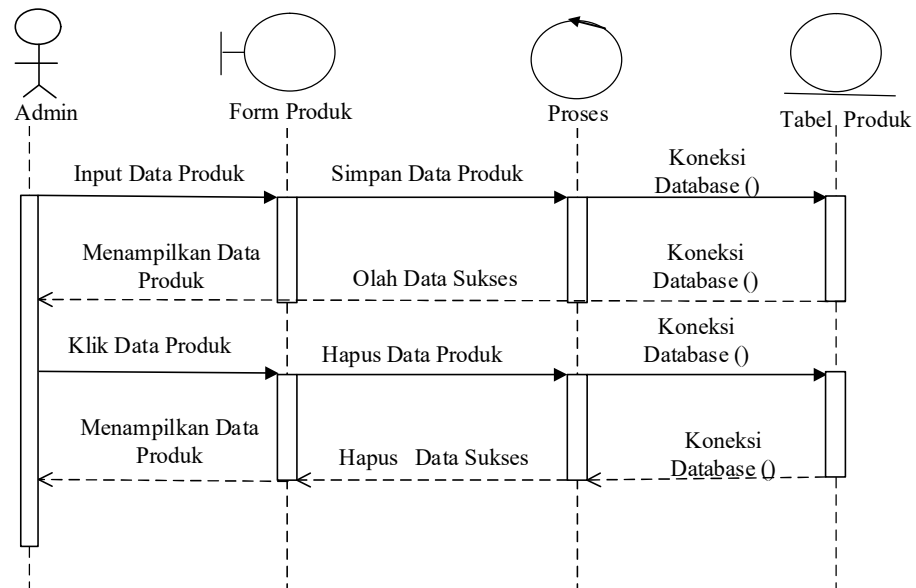 Admin
Form Produk
Proses
Tabel Produk
Input Data Produk
Simpan Data Produk
Koneksi
Database ()
Menampilkan Data
Produk
Olah Data Sukses
Koneksi
Database ()
Klik Data Produk
Hapus Data Produk
Koneksi
Database ()
Menampilkan Data
Produk
Hapus Data Sukses
Koneksi
Database ()